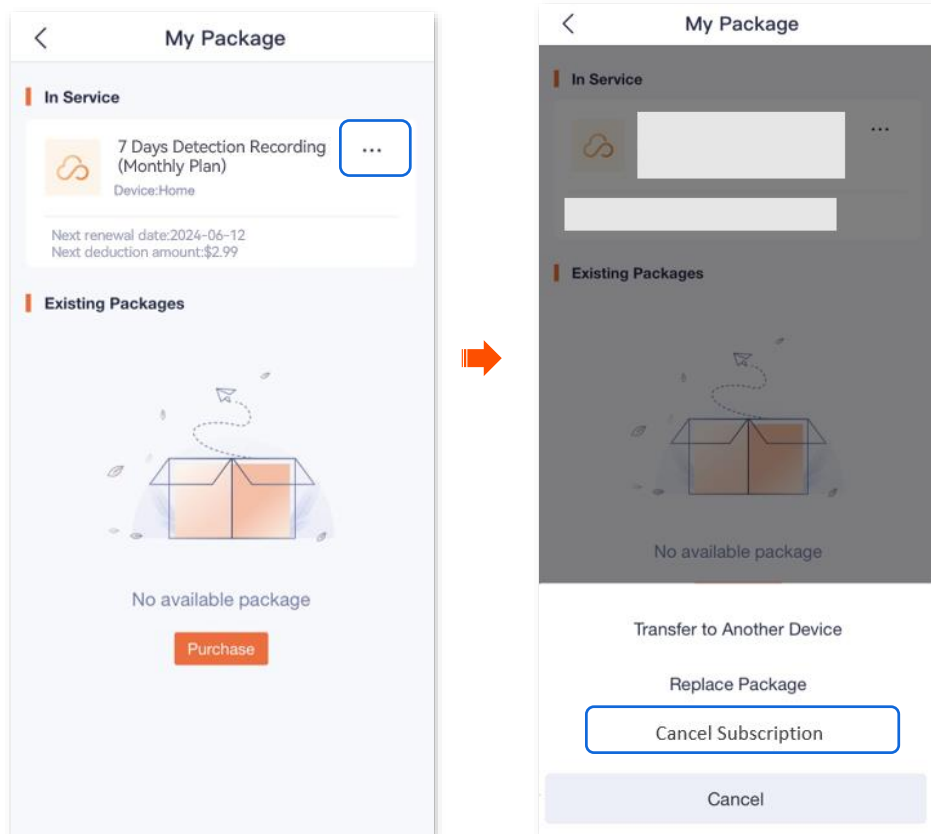 My Package
In Service
7 Days Detection Recording
(Monthly Plan)
Device:Home
Next renewal date:2024-06-12
Next deduction amount:$2.99
Existing Packages
No available package
Purchase
My Package
In Service
Existing Packages
No available package
Transfer to Another Device
Replace Package
Cancel Subscription
Cancel